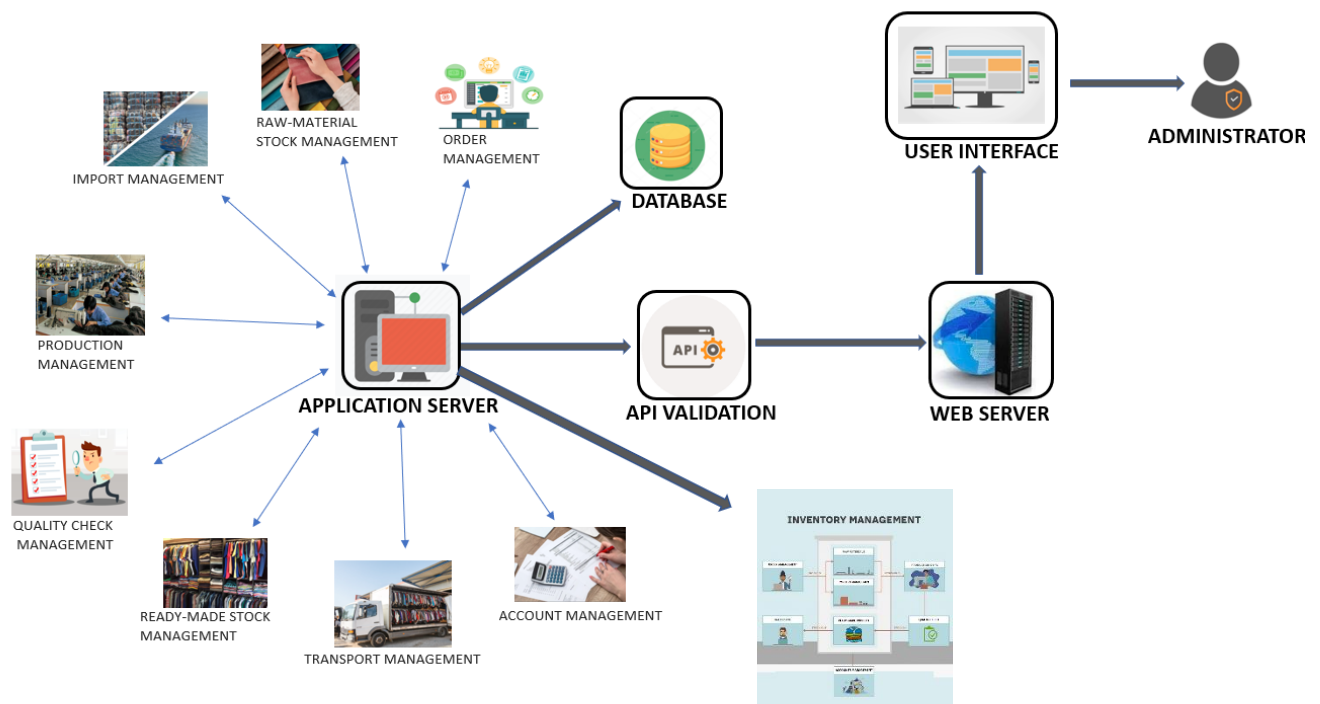 RAW-MATERIAL
STOCK MANAGEMENT
ORDER
MANAGEMENT
IMPORT MANAGEMENT
DATABASE
USER INTERFACE
ADMINISTRATOR
PRODUCTION
MANAGEMENT
API
APPLICATION SERVER
API VALIDATION
WEB SERVER
QUALITY CHECK
MANAGEMENT
READY-MADE STOCK
MANAGEMENT
TRANSPORT MANAGEMENT
ACCOUNT MANAGEMENT
INVENTORY MANAGEMENT